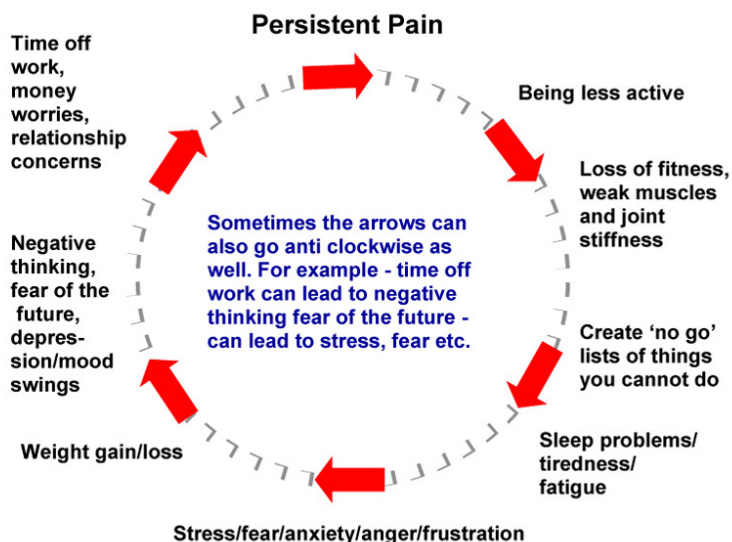 Persistent Pain
Being less active
Loss of fitness,
weak muscles
and joint
stiffness
Create ‘no go’
lists of things
you cannot do
Sleep problems/
tiredness/
fatigue
Stress/fear/anxiety/anger/frustration
Weight gain/loss
Negative
thinking,
fear of the
future,
depres-
sion/mood
swings
Time off
work,
money
worries,
relationship
concerns
Sometimes the arrows can
also go anti clockwise as
well. For example - time off
work can lead to negative
thinking fear of the future -
can lead to stress, fear etc.